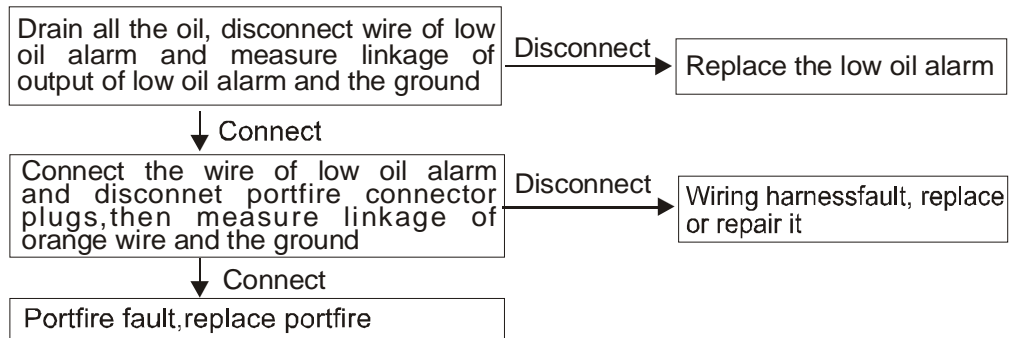 Drain all the oil, disconnect wire of low
oil alarm and measure linkage of
output of low oil alarm and the ground
Disconnect
Replace the low oil alarm
Connect
Connect the wire of low oil alarm
and disconnet portfire connector
plugs,then measure linkage of
orange wire and the ground
Disconnect
Wiring harnessfault, replace
or repair it
Connect
Portfire fault,replace portfire